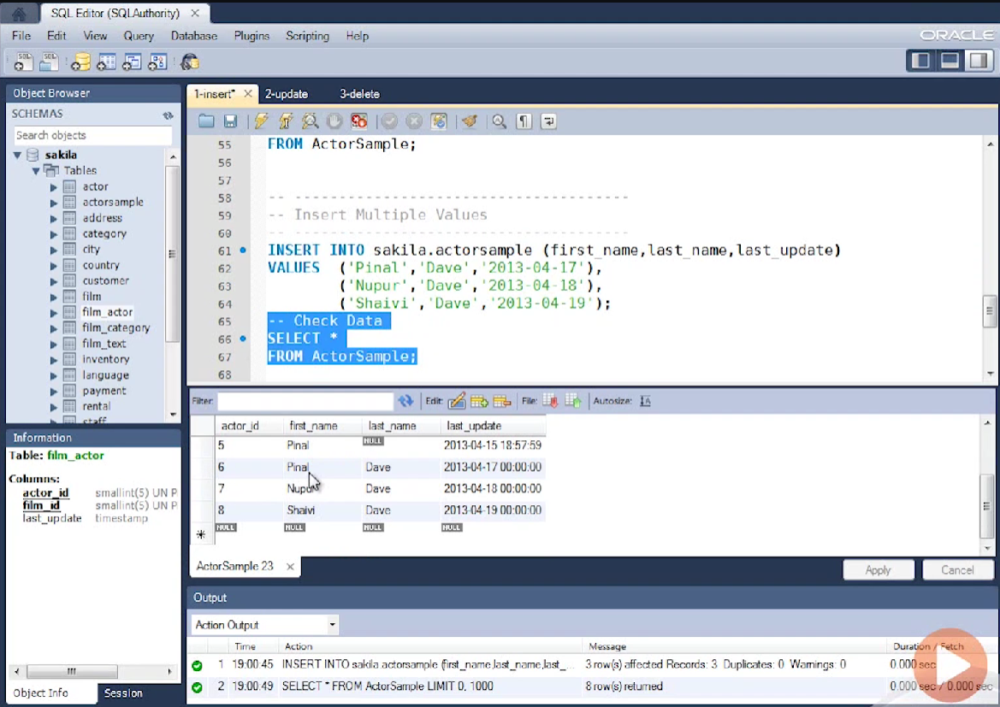 SQL Editor (SQLAuthority)
File Edit View Query Database Plugins Scripting Help
ORACLE
SQL SQL
Object Browser
SCHEMAS
Search objects
sakila
Tables
actor
actorsample
address
category
city
country
customer
film
film_actor
film_category
film_text
inventory
language
payment
rental
staff
Information
Table: film_actor
Columns:
actor_id smallint(5) UN P
film_id smallint(5) UN P
last_update timestamp
Object Info Session
1-insert* 2-update 3-delete
55 FROM ActorSample;
56
57
58 -- --------------------------------------
59 -- Insert Multiple Values
60 -- --------------------------------------
61 INSERT INTO sakila.actorsample (first_name,last_name,last_update)
62 VALUES ('Pinal','Dave','2013-04-17'),
63 ('Nupur','Dave','2013-04-18'),
64 ('Shaivi','Dave','2013-04-19');
65 -- Check Data
66 SELECT *
67 FROM ActorSample;
68
Filter: Edit: File: Autosize:
actor_id first_name last_name last_update
5 Pinal NULL 2013-04-15 18:57:59
6 Pinal Dave 2013-04-17 00:00:00
7 Nupur Dave 2013-04-18 00:00:00
8 Shaivi Dave 2013-04-19 00:00:00
NULL NULL NULL NULL
ActorSample 23
Apply Cancel
Output
Action Output
Time Action Message Duration / Fetch
1 19:00:45 INSERT INTO sakila.actorsample (first_name,last_name,last_... 3 row(s) affected Records: 3 Duplicates: 0 Warnings: 0 0.000 sec
2 19:00:49 SELECT * FROM ActorSample LIMIT 0, 1000 8 row(s) returned 0.000 sec / 0.000 sec